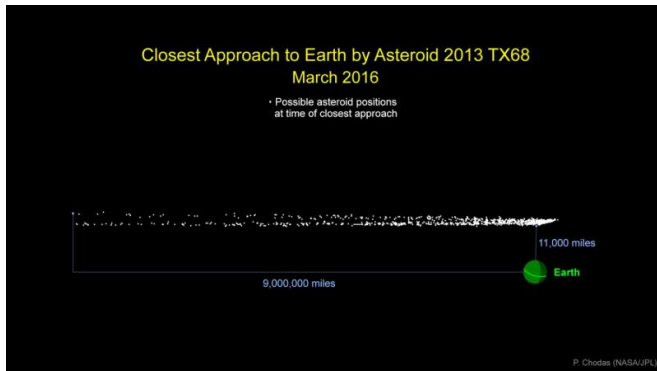 Closest Approach to Earth by Asteroid 2013 TX68
March 2016
· Possible asteroid positions
at time of closest approach
11,000 miles
Earth
9,000,000 miles
P. Chodas (NASA/JPL)